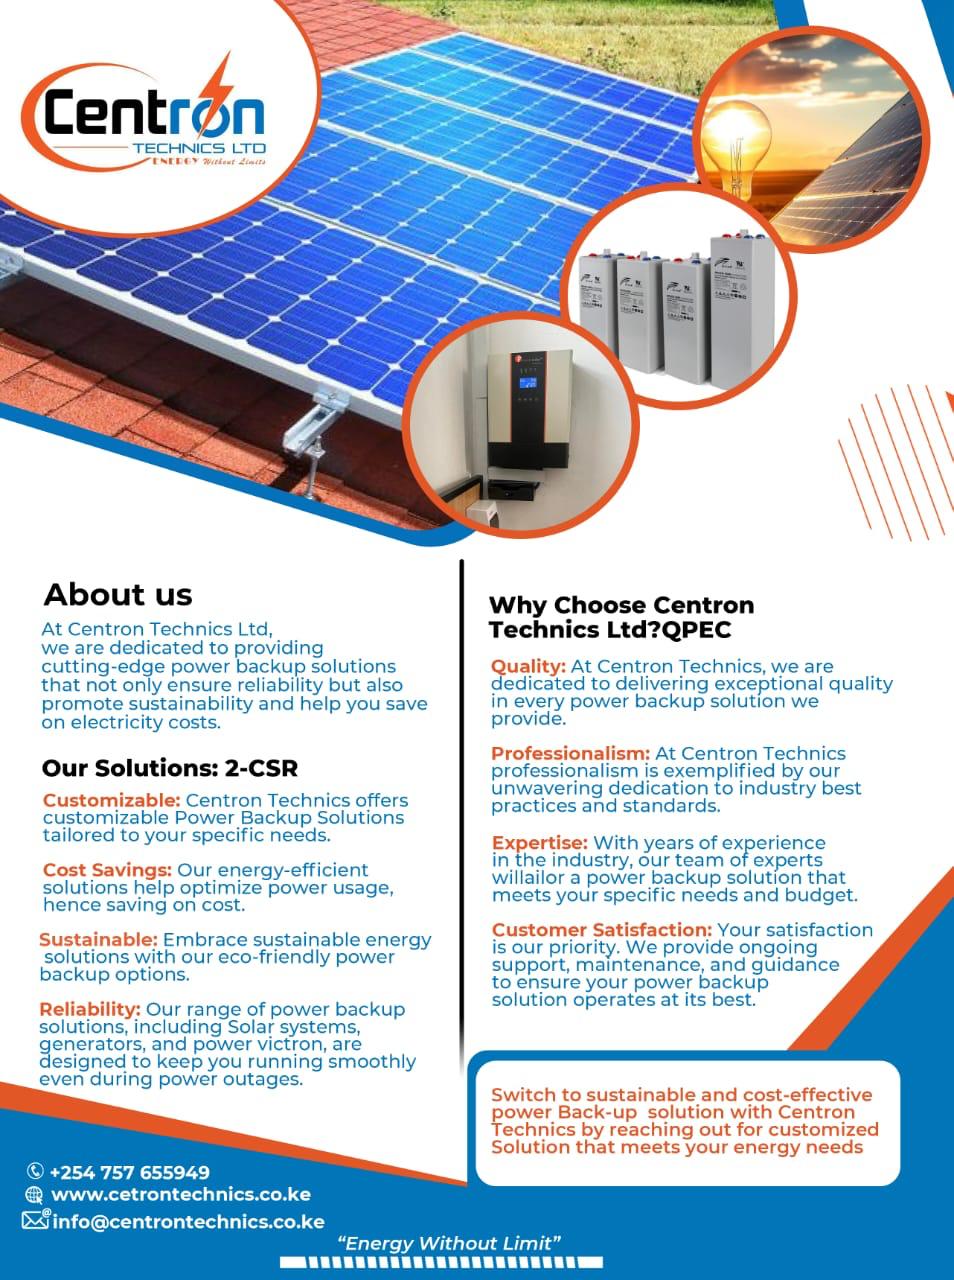 Centron
TECHNICS LTD
ENERGY Without Limits
About us
At Centron Technics Ltd,
we are dedicated to providing
cutting-edge power backup solutions
that not only ensure reliability but also
promote sustainability and help you save
on electricity costs.
Our Solutions: 2-CSR
Customizable: Centron Technics offers
customizable Power Backup Solutions
tailored to your specific needs.
Cost Savings: Our energy-efficient
solutions help optimize power usage,
hence saving on cost.
Sustainable: Embrace sustainable energy
solutions with our eco-friendly power
backup options.
Reliability: Our range of power backup
solutions, including Solar systems,
generators, and power victron, are
designed to keep you running smoothly
even during power outages.
Why Choose Centron
Technics Ltd?QPEC
Quality: At Centron Technics, we are
dedicated to delivering exceptional quality
in every power backup solution we
provide.
Professionalism: At Centron Technics
professionalism is exemplified by our
unwavering dedication to industry best
practices and standards.
Expertise: With years of experience
in the industry, our team of experts
willailor a power backup solution that
meets your specific needs and budget.
Customer Satisfaction: Your satisfaction
is our priority. We provide ongoing
support, maintenance, and guidance
to ensure your power backup
solution operates at its best.
Switch to sustainable and cost-effective
power Back-up solution with Centron
Technics by reaching out for customized
Solution that meets your energy needs
+254 757 655949
www.cetrontechnics.co.ke
info@centrontechnics.co.ke
“Energy Without Limit”